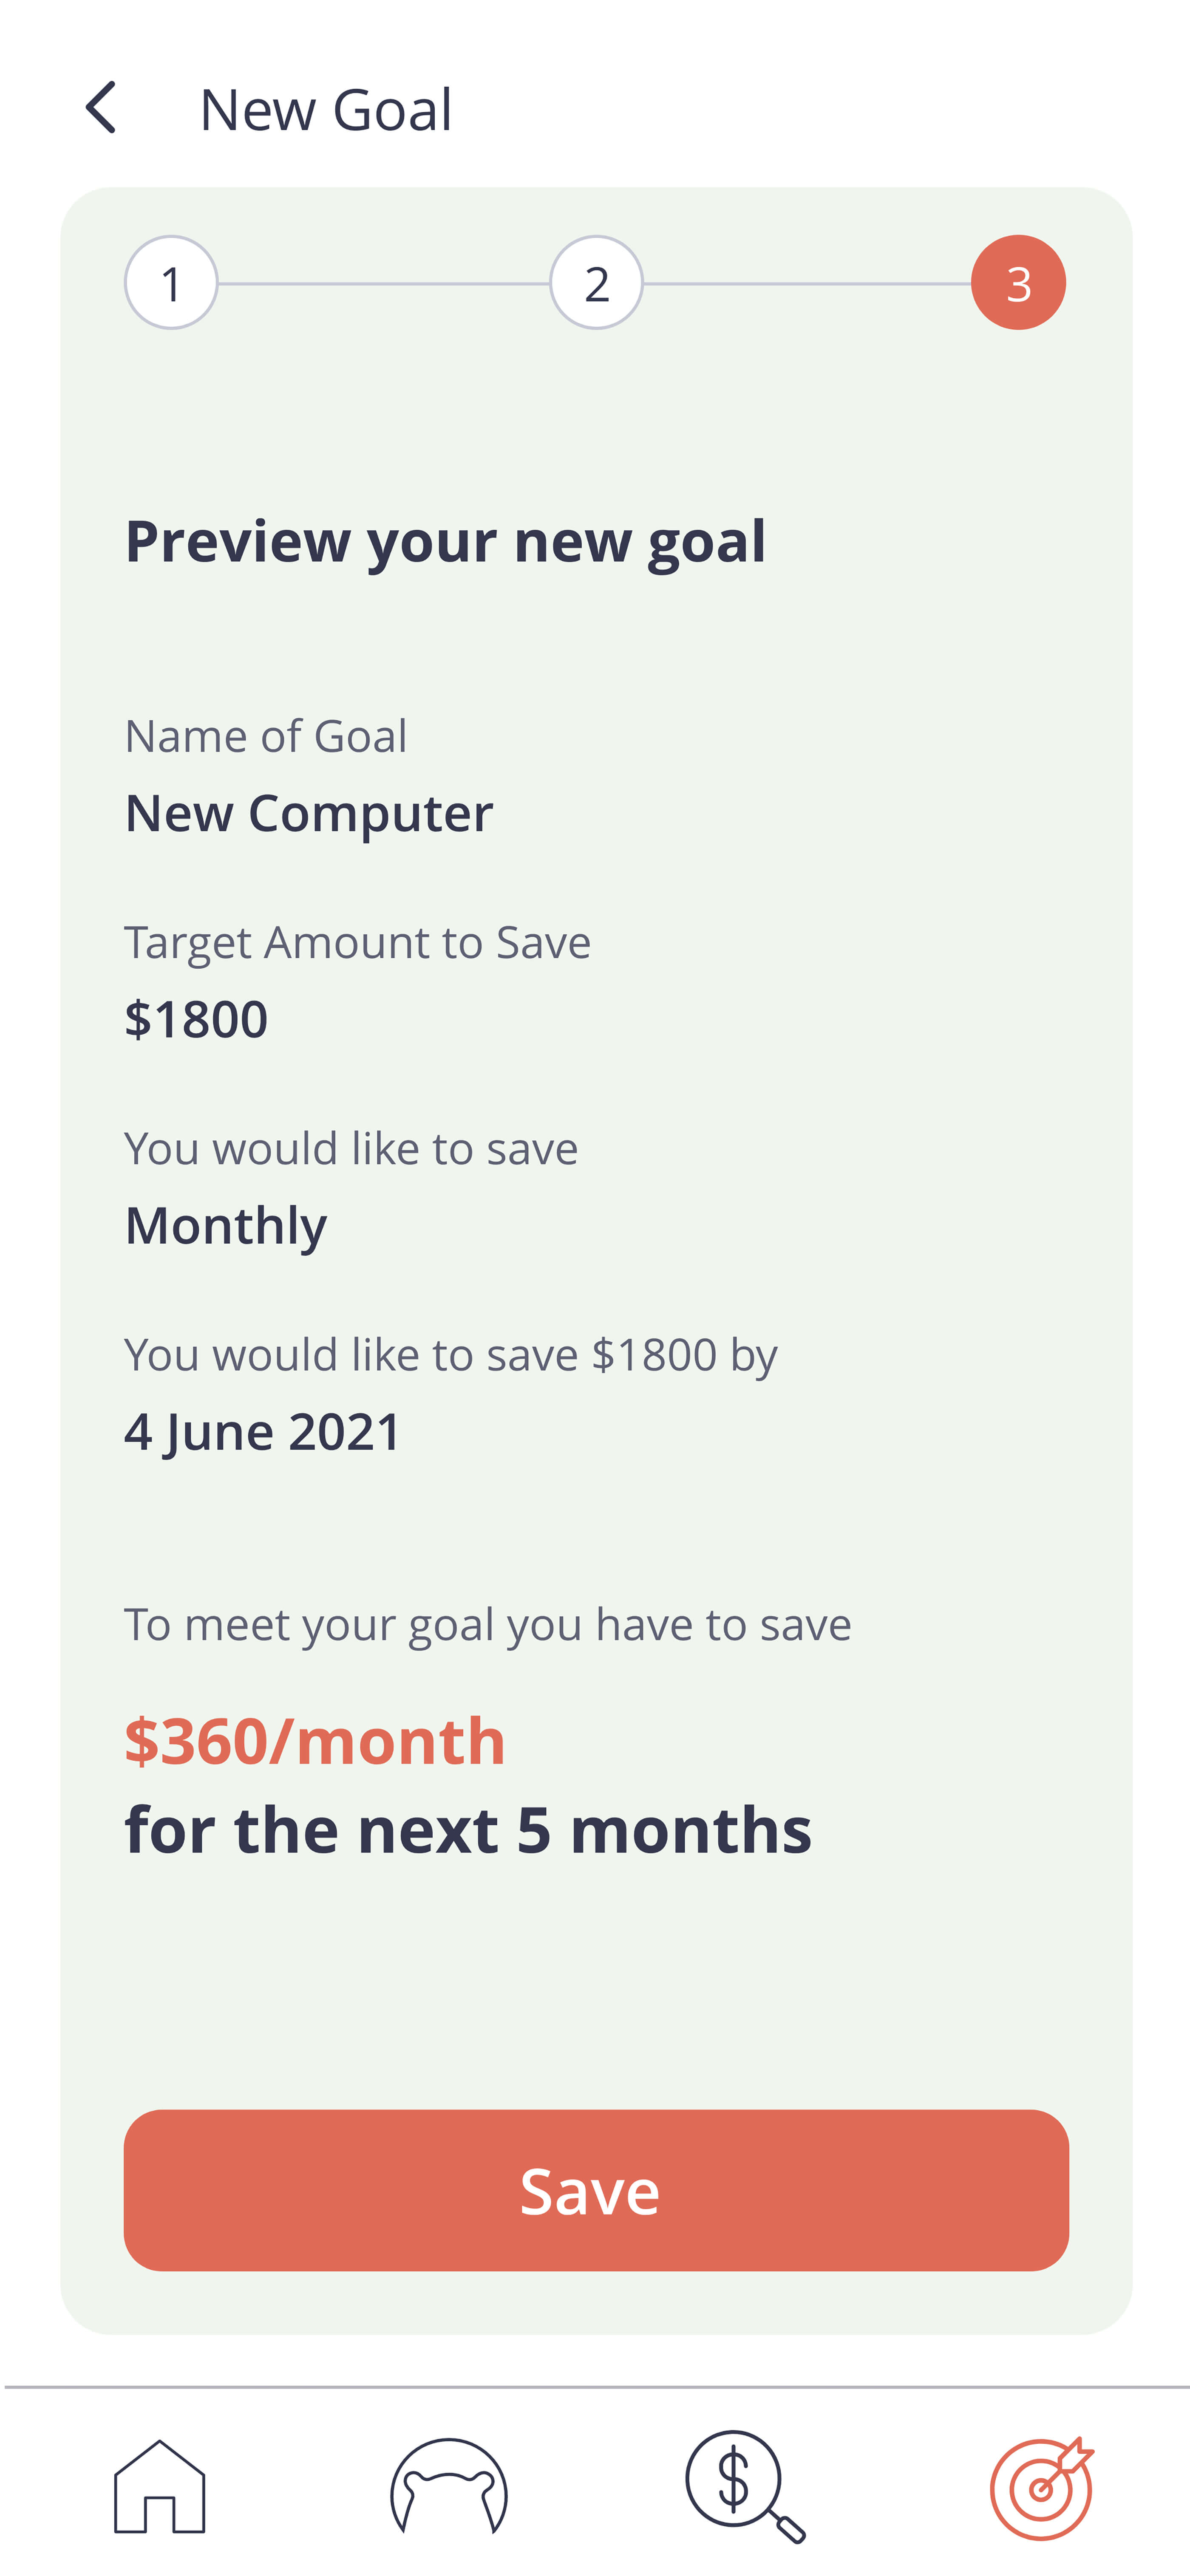 New Goal
1 2 3
Preview your new goal
Name of Goal
New Computer
Target Amount to Save
$1800
You would like to save
Monthly
You would like to save $1800 by
4 June 2021
To meet your goal you have to save
$360/month
for the next 5 months
Save
$